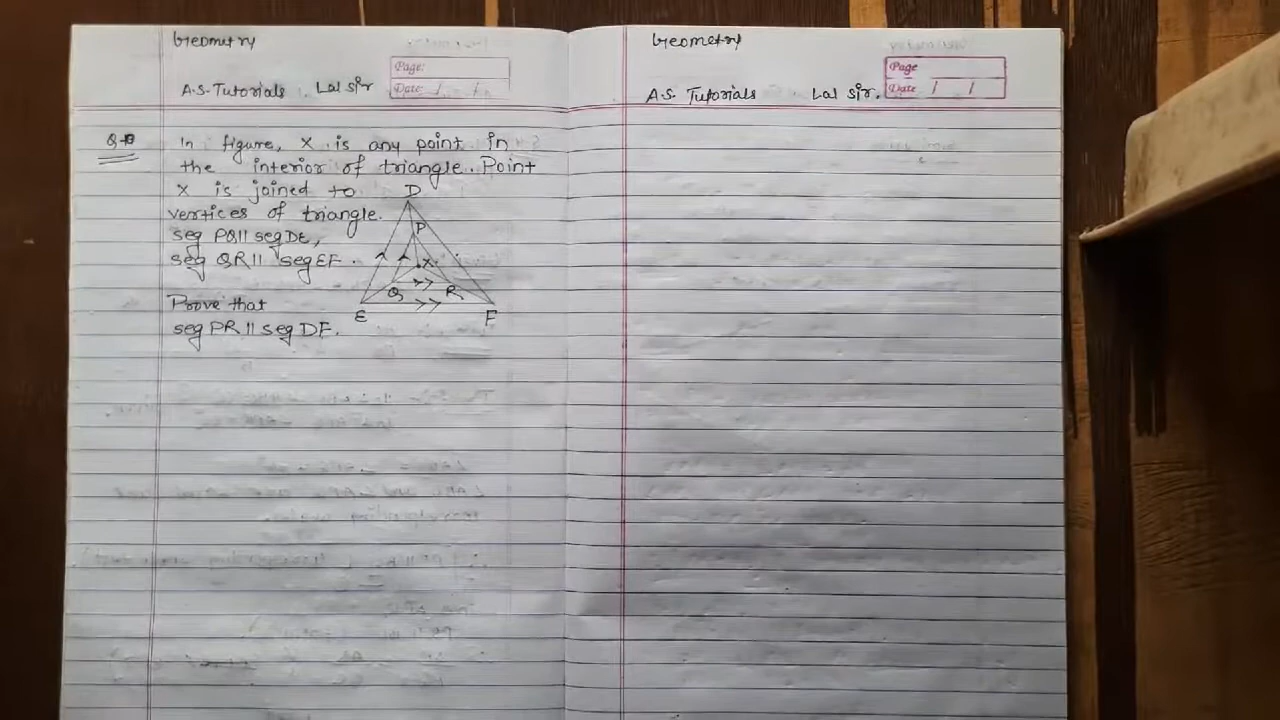 Geometry
Page:
Date: / /
A.S. Tutorials Lal Sir
In figure, X is any point in
the interior of triangle. Point
X is joined to
vertices of triangle.
seg PQ || seg DE,
seg QR || seg EF.
Prove that
seg PR || seg DF.
D
P
X
Q
R
E
F
Geometry
Page
Date / /
A.S. Tutorials Lal Sir.